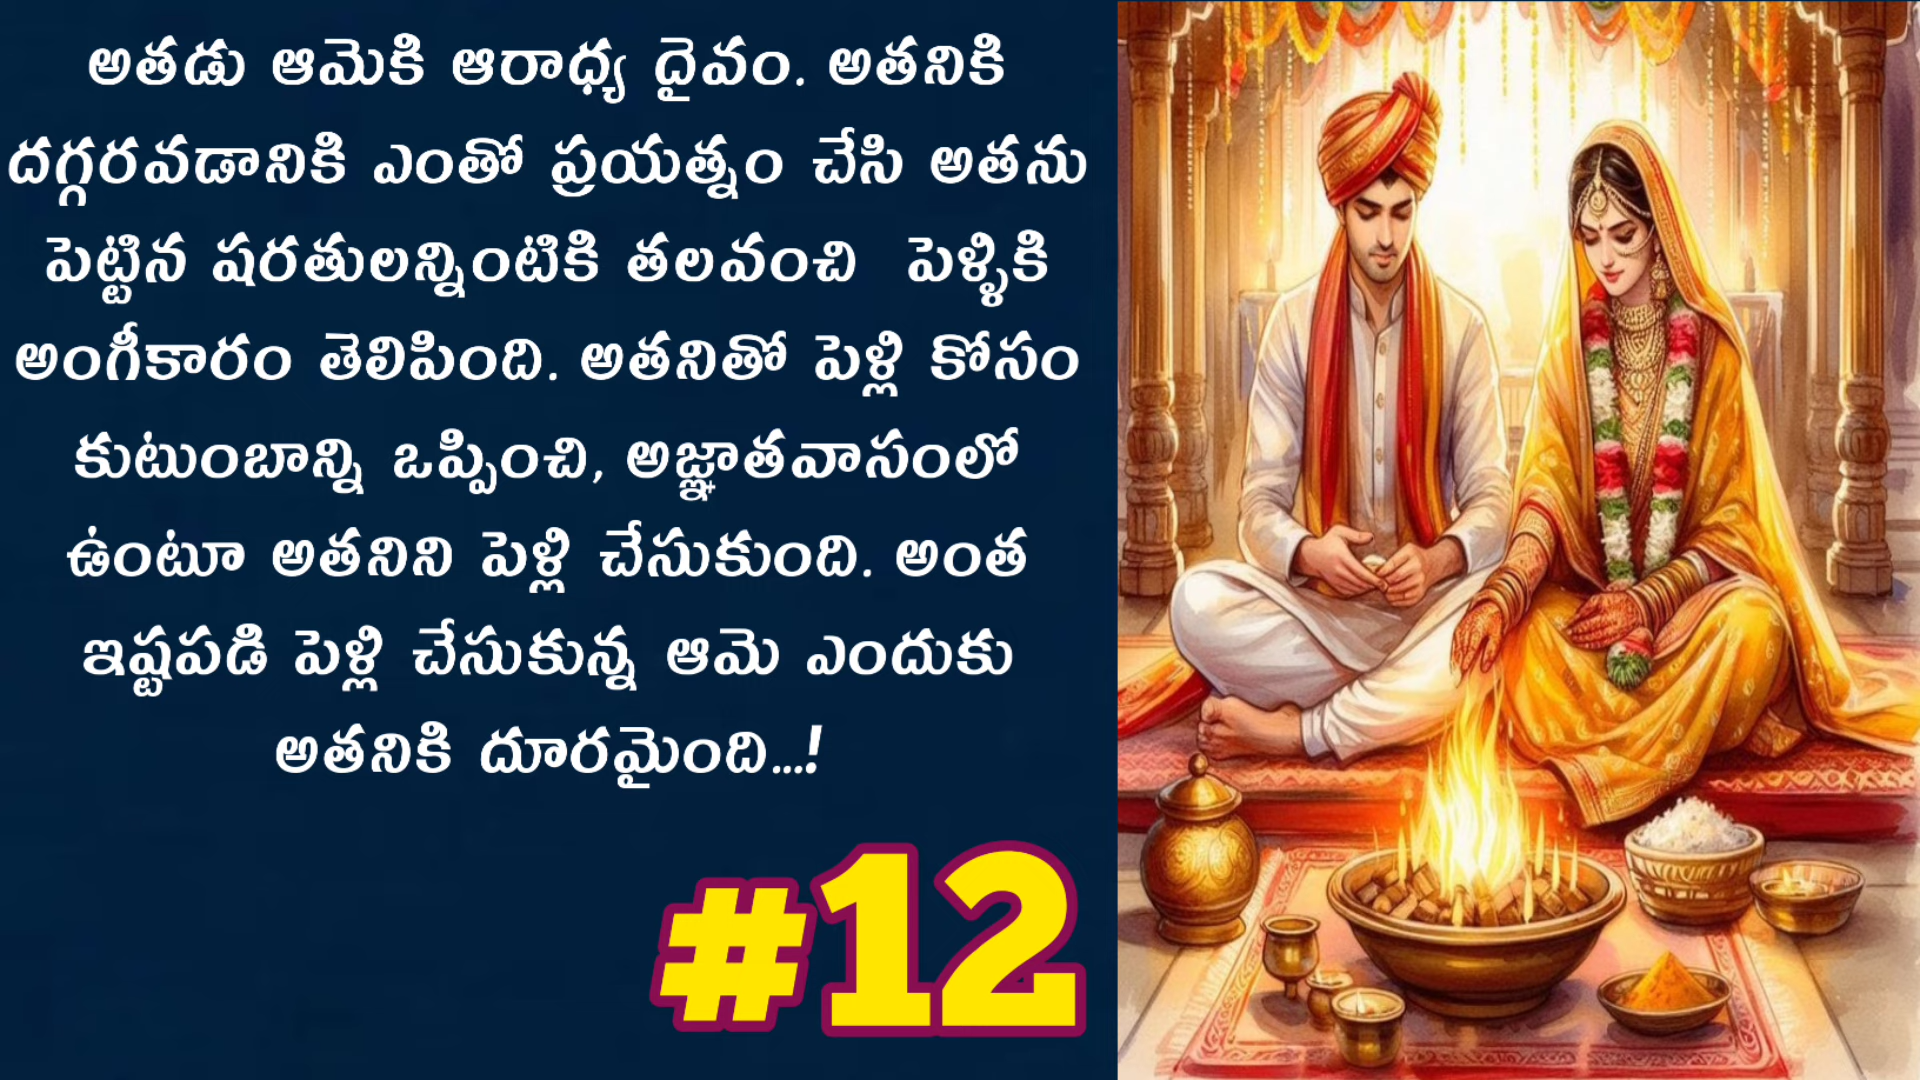 అతడు ఆమెకి ఆరాధ్య దైవం. అతనికి
దగ్గరవడానికి ఎంతో ప్రయత్నం చేసి అతను
పెట్టిన షరతులన్నింటికి తలవంచి పెళ్ళికి
అంగీకారం తెలిపింది. అతనితో పెళ్లి కోసం
కుటుంబాన్ని ఒప్పించి, అజ్ఞాతవాసంలో
ఉంటూ అతనిని పెళ్లి చేసుకుంది. అంత
ఇష్టపడి పెళ్లి చేసుకున్న ఆమె ఎందుకు
అతనికి దూరమైంది...!
#12